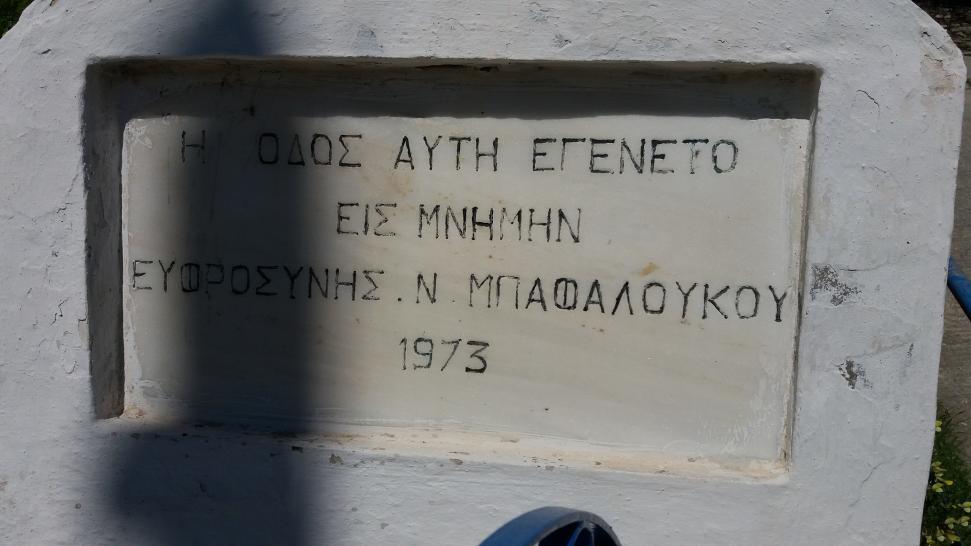 Η ΟΔΟΣ ΑΥΤΗ ΕΓΕΝΕΤΟ
ΕΙΣ ΜΝΗΜΗΝ
ΕΥΦΡΟΣΥΝΗΣ . Ν . ΜΠΑΦΑΛΟΥΚΟΥ
1973